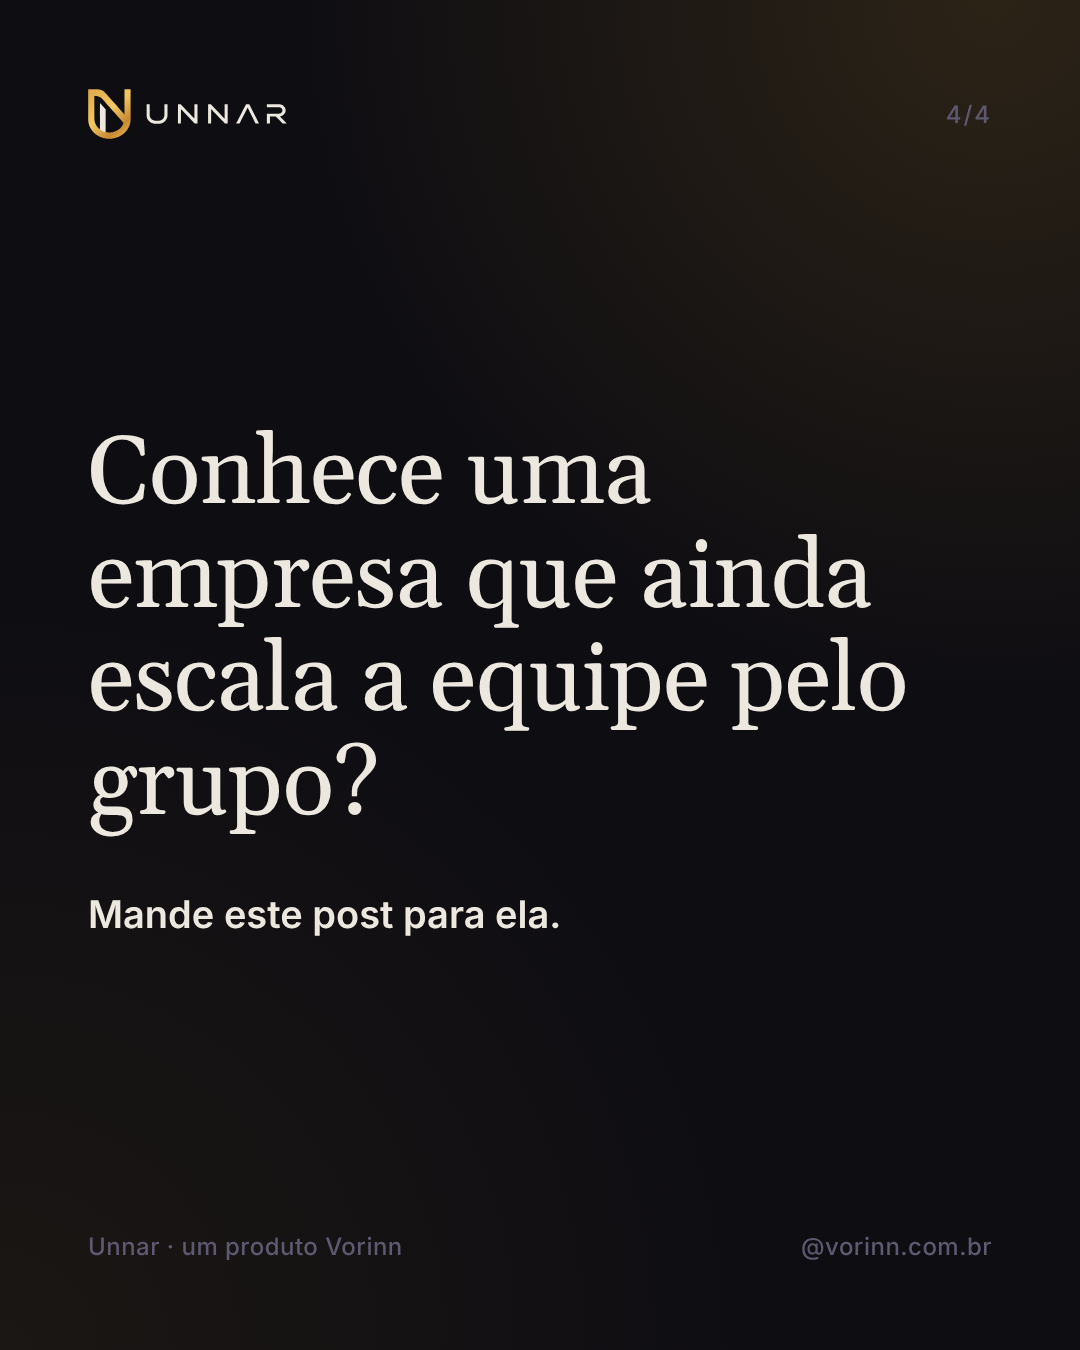 UNNAR
4/4
Conhece uma
empresa que ainda
escala a equipe pelo
grupo?
Mande este post para ela.
Unnar · um produto Vorinn
@vorinn.com.br